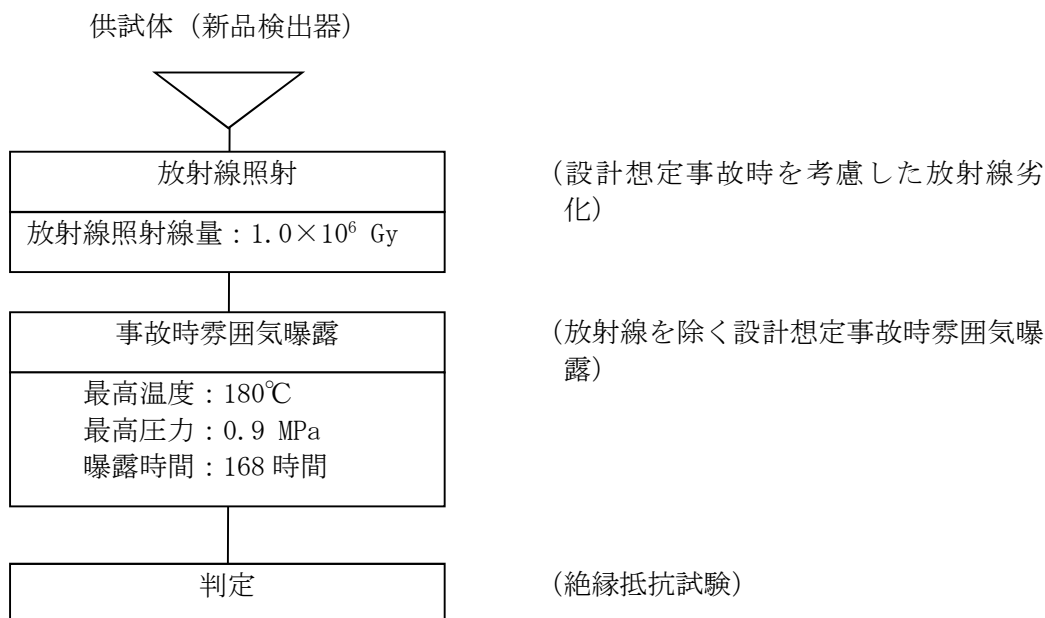 供試体（新品検出器）
放射線照射
（設計想定事故時を考慮した放射線劣
化）
放射線照射線量：1.0×10⁶ Gy
事故時雰囲気曝露
（放射線を除く設計想定事故時雰囲気曝
露）
最高温度：180℃
最高圧力：0.9 MPa
曝露時間：168 時間
判定
（絶縁抵抗試験）